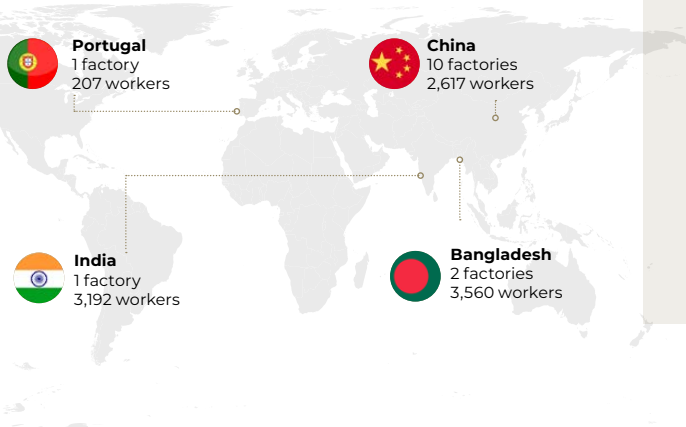 Portugal
1 factory
207 workers
China
10 factories
2,617 workers
India
1 factory
3,192 workers
Bangladesh
2 factories
3,560 workers